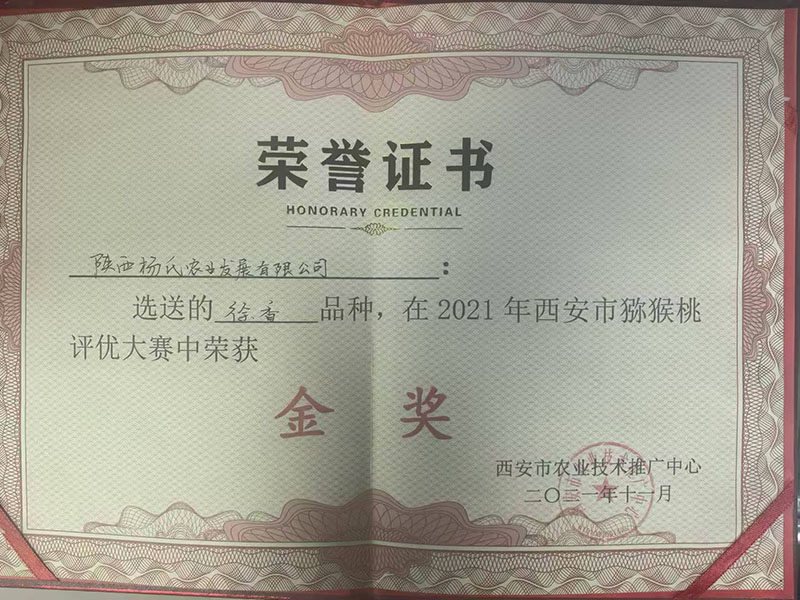 荣誉证书
HONORARY CREDENTIAL
陕西杨氏农业发展有限公司：
选送的徐香品种，在2021年西安市猕猴桃
评优大赛中荣获
金奖
西安市农业技术推广中心
二〇二一年十一月